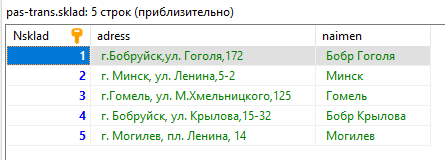 pas-trans.sklad: 5 строк (приблизительно)
Nsklad adress naimen
1 г.Бобруйск,ул. Гоголя,172 Бобр Гоголя
2 г. Минск, ул. Ленина,5-2 Минск
3 г.Гомель, ул. М.Хмельницкого,125 Гомель
4 г. Бобруйск, ул. Крылова,15-32 Бобр Крылова
5 г. Могилев, пл. Ленина, 14 Могилев